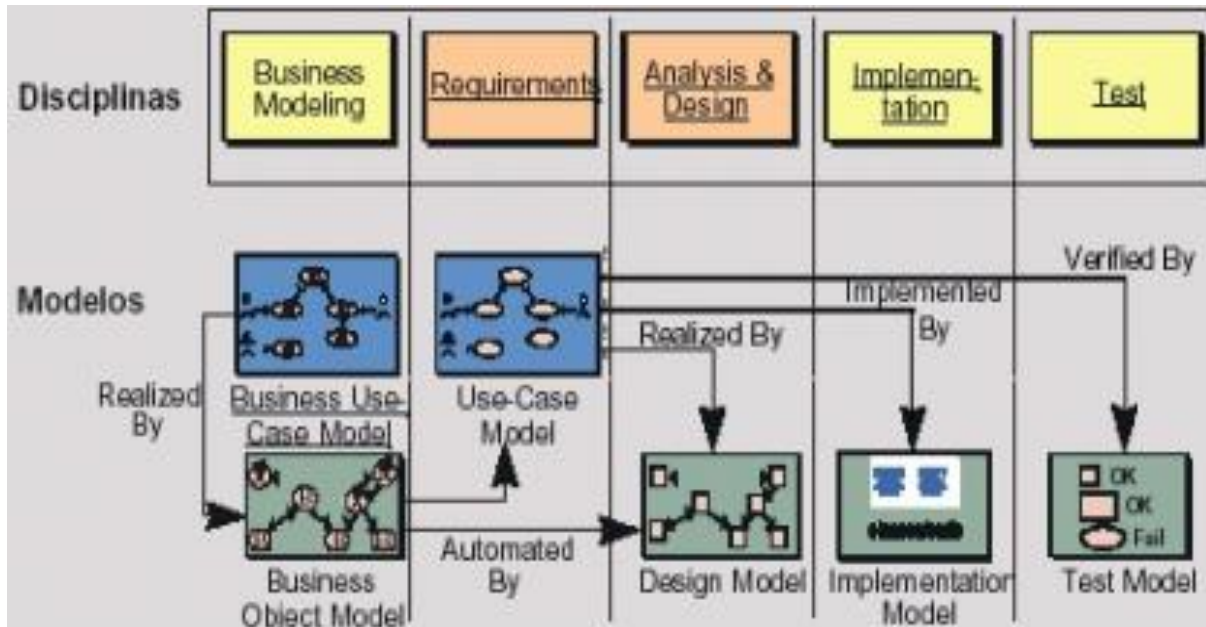 Disciplinas
Business
Modeling
Requirements
Analysis &
Design
Implemen-
tation
Test
Modelos
Verified By
Implemented
By
Realized By
Realized
By
Business Use-
Case Model
Use-Case
Model
OK
OK
Fail
Automated
By
Business
Object Model
Design Model
Implementation
Model
Test Model